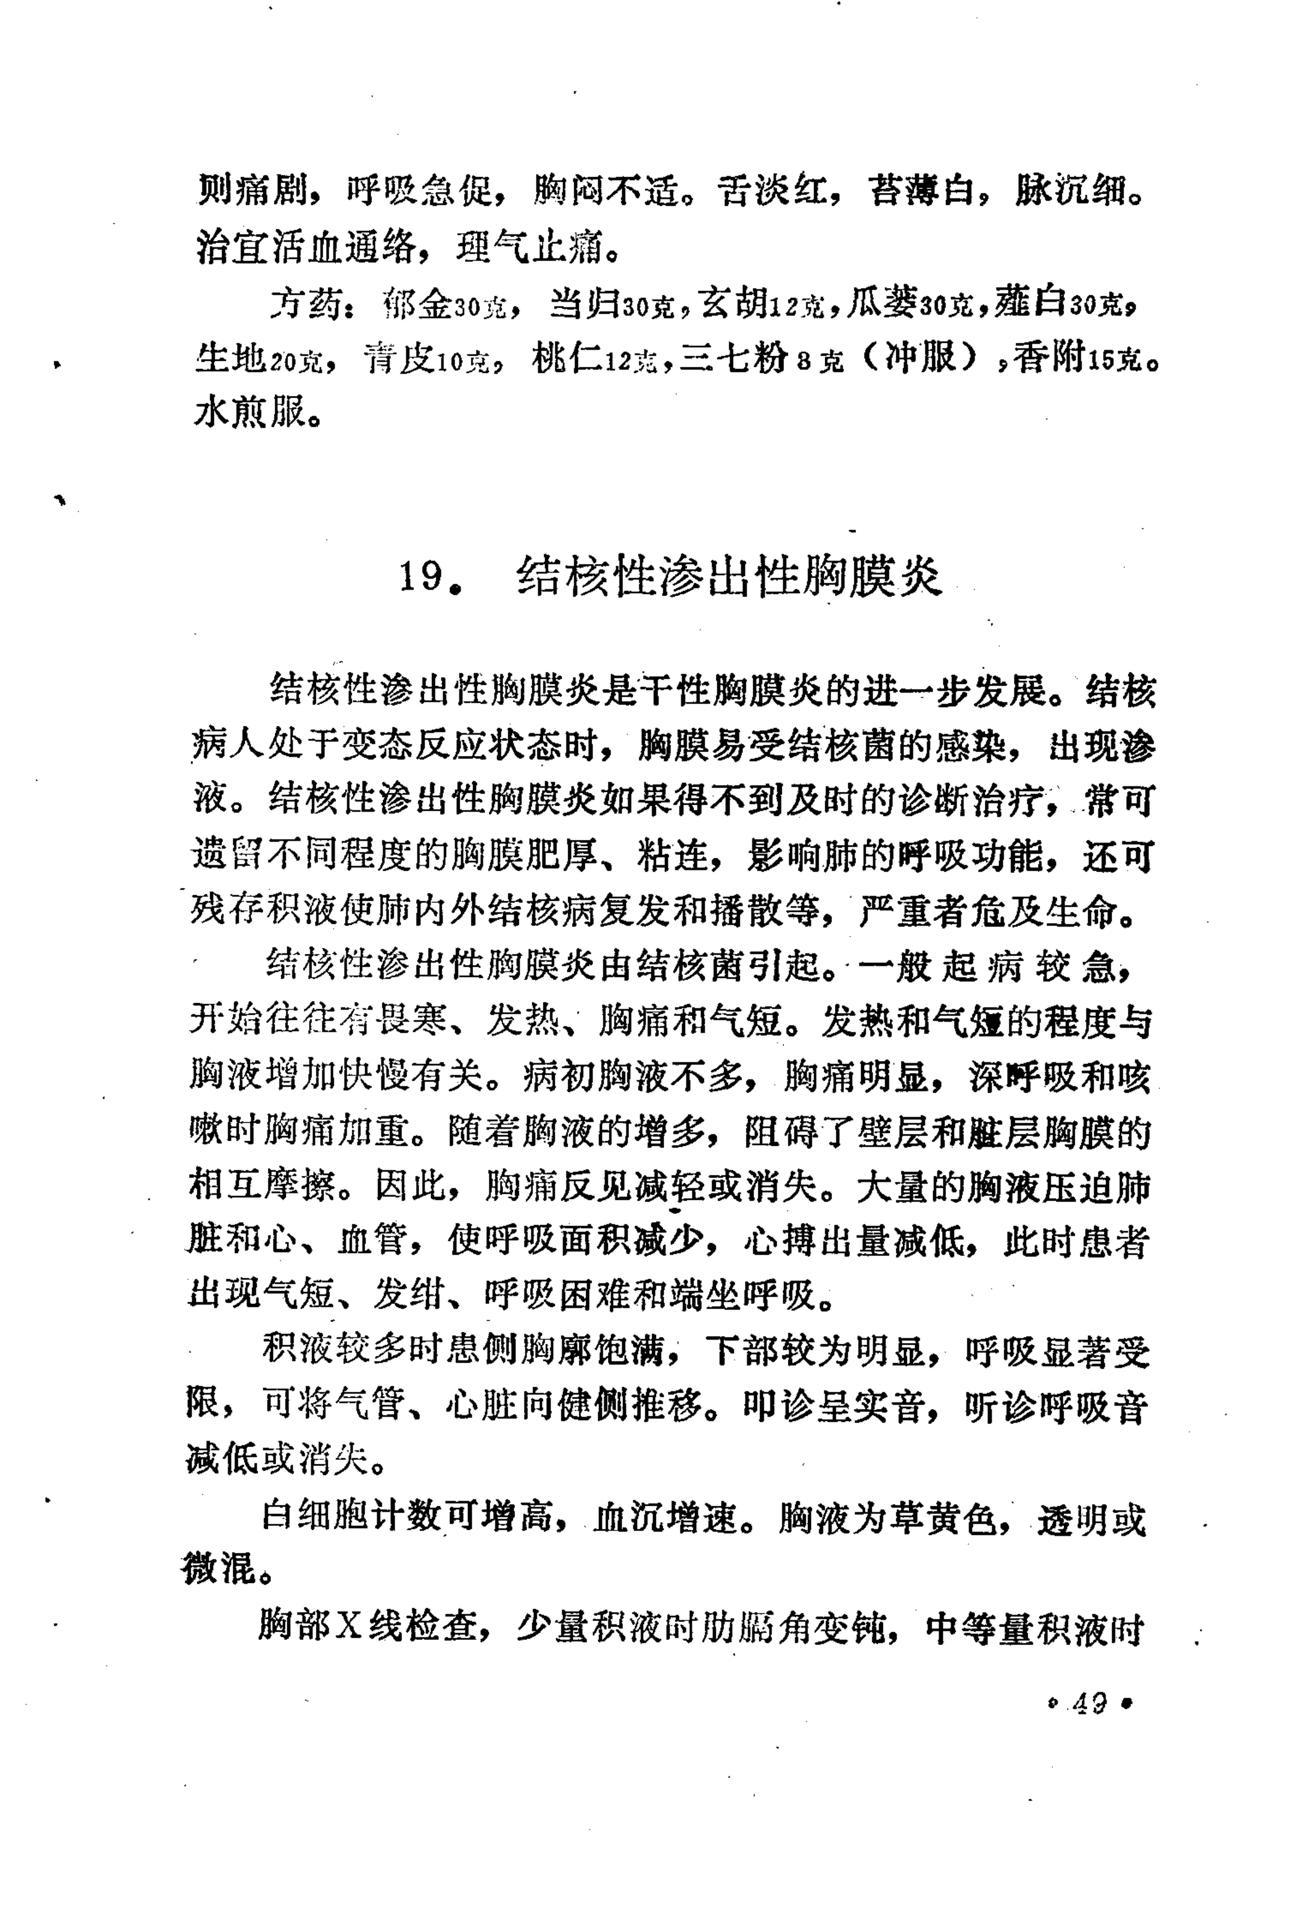 则痛剧，呼吸急促，胸闷不适。舌淡红，苔薄白，脉沉细。
治宜活血通络，理气止痛。
方药：郁金30克，当归30克，玄胡12克，瓜蒌30克，薤白30克，
生地20克，青皮10克，桃仁12克，三七粉8克（冲服），香附15克。
水煎服。
19．结核性渗出性胸膜炎
结核性渗出性胸膜炎是干性胸膜炎的进一步发展。结核
病人处于变态反应状态时，胸膜易受结核菌的感染，出现渗
液。结核性渗出性胸膜炎如果得不到及时的诊断治疗，常可
遗留不同程度的胸膜肥厚、粘连，影响肺的呼吸功能，还可
残存积液使肺内外结核病复发和播散等，严重者危及生命。
结核性渗出性胸膜炎由结核菌引起。一般起病较急，
开始往往有畏寒、发热、胸痛和气短。发热和气短的程度与
胸液增加快慢有关。病初胸液不多，胸痛明显，深呼吸和咳
嗽时胸痛加重。随着胸液的增多，阻碍了壁层和脏层胸膜的
相互摩擦。因此，胸痛反见减轻或消失。大量的胸液压迫肺
脏和心、血管，使呼吸面积减少，心搏出量减低，此时患者
出现气短、发绀、呼吸困难和端坐呼吸。
积液较多时患侧胸廓饱满，下部较为明显，呼吸显著受
限，可将气管、心脏向健侧推移。叩诊呈实音，听诊呼吸音
减低或消失。
白细胞计数可增高，血沉增速。胸液为草黄色，透明或
微混。
胸部X线检查，少量积液时肋膈角变钝，中等量积液时
•49•